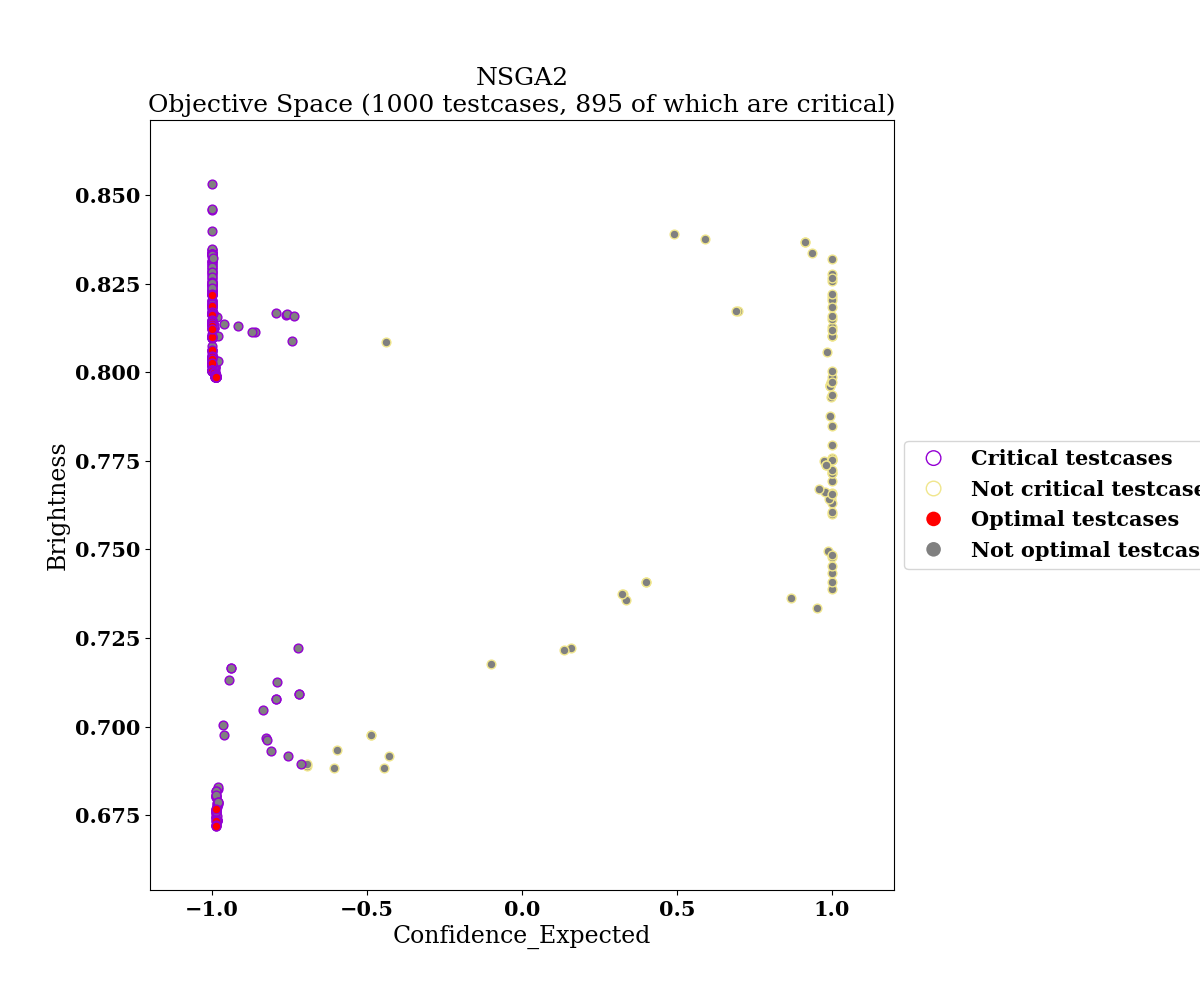 NSGA2
Objective Space (1000 testcases, 895 of which are critical)
0.850
0.825
0.800
0.775
0.750
0.725
0.700
0.675
Brightness
−1.0 −0.5 0.0 0.5 1.0
Confidence_Expected
Critical testcases
Not critical testcase
Optimal testcases
Not optimal testcas